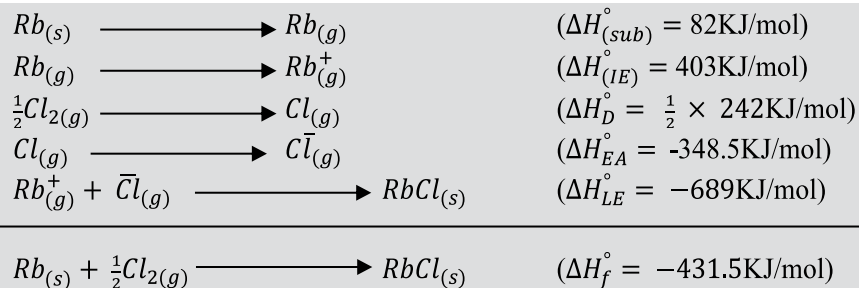 Rb(s) ⟶ Rb(g) (ΔH°(sub) = 82KJ/mol)
Rb(g) ⟶ Rb⁺(g) (ΔH°(IE) = 403KJ/mol)
½Cl2(g) ⟶ Cl(g) (ΔH°D = ½ × 242KJ/mol)
Cl(g) ⟶ Cl̄(g) (ΔH°EA = -348.5KJ/mol)
Rb⁺(g) + C̄l(g) ⟶ RbCl(s) (ΔH°LE = −689KJ/mol)
Rb(s) + ½Cl2(g) ⟶ RbCl(s) (ΔH°f = −431.5KJ/mol)